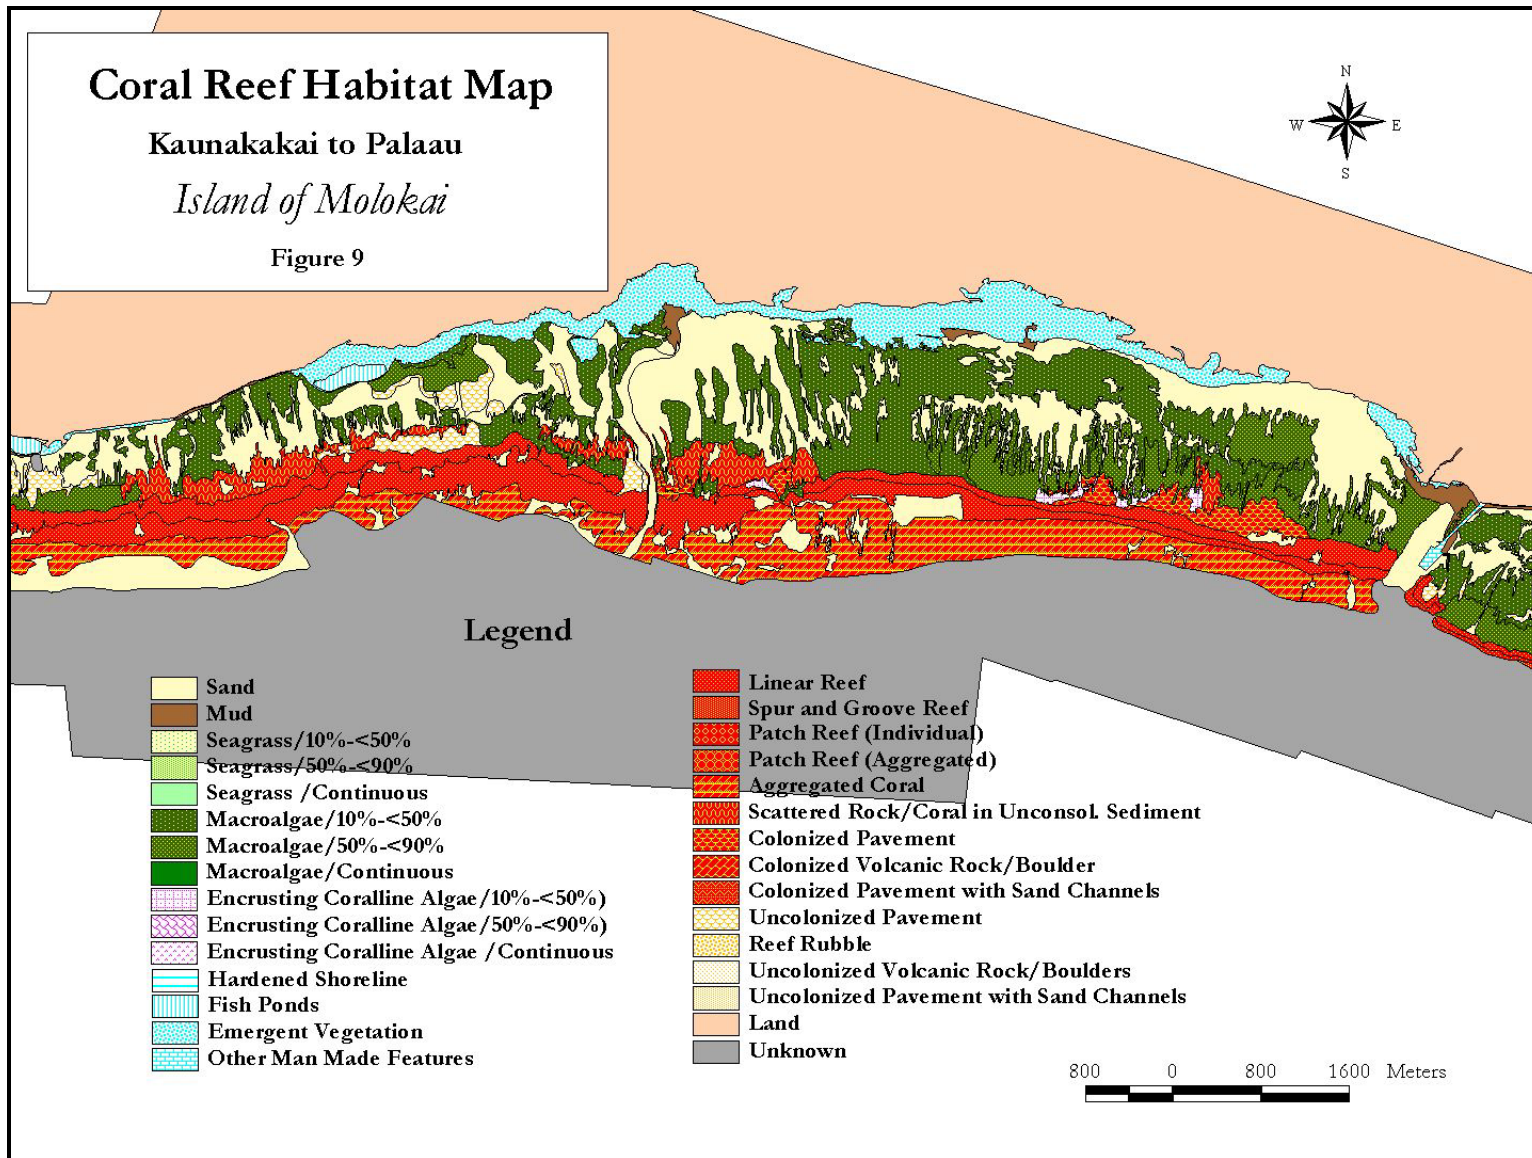 Coral Reef Habitat Map
Kaunakakai to Palaau
Island of Molokai
Figure 9
N
W E
S
Legend
Sand
Mud
Seagrass/10%-<50%
Seagrass/50%-<90%
Seagrass /Continuous
Macroalgae/10%-<50%
Macroalgae/50%-<90%
Macroalgae/Continuous
Encrusting Coralline Algae/10%-<50%)
Encrusting Coralline Algae/50%-<90%)
Encrusting Coralline Algae /Continuous
Hardened Shoreline
Fish Ponds
Emergent Vegetation
Other Man Made Features
Linear Reef
Spur and Groove Reef
Patch Reef (Individual)
Patch Reef (Aggregated)
Aggregated Coral
Scattered Rock/Coral in Unconsol. Sediment
Colonized Pavement
Colonized Volcanic Rock/Boulder
Colonized Pavement with Sand Channels
Uncolonized Pavement
Reef Rubble
Uncolonized Volcanic Rock/Boulders
Uncolonized Pavement with Sand Channels
Land
Unknown
800 0 800 1600 Meters